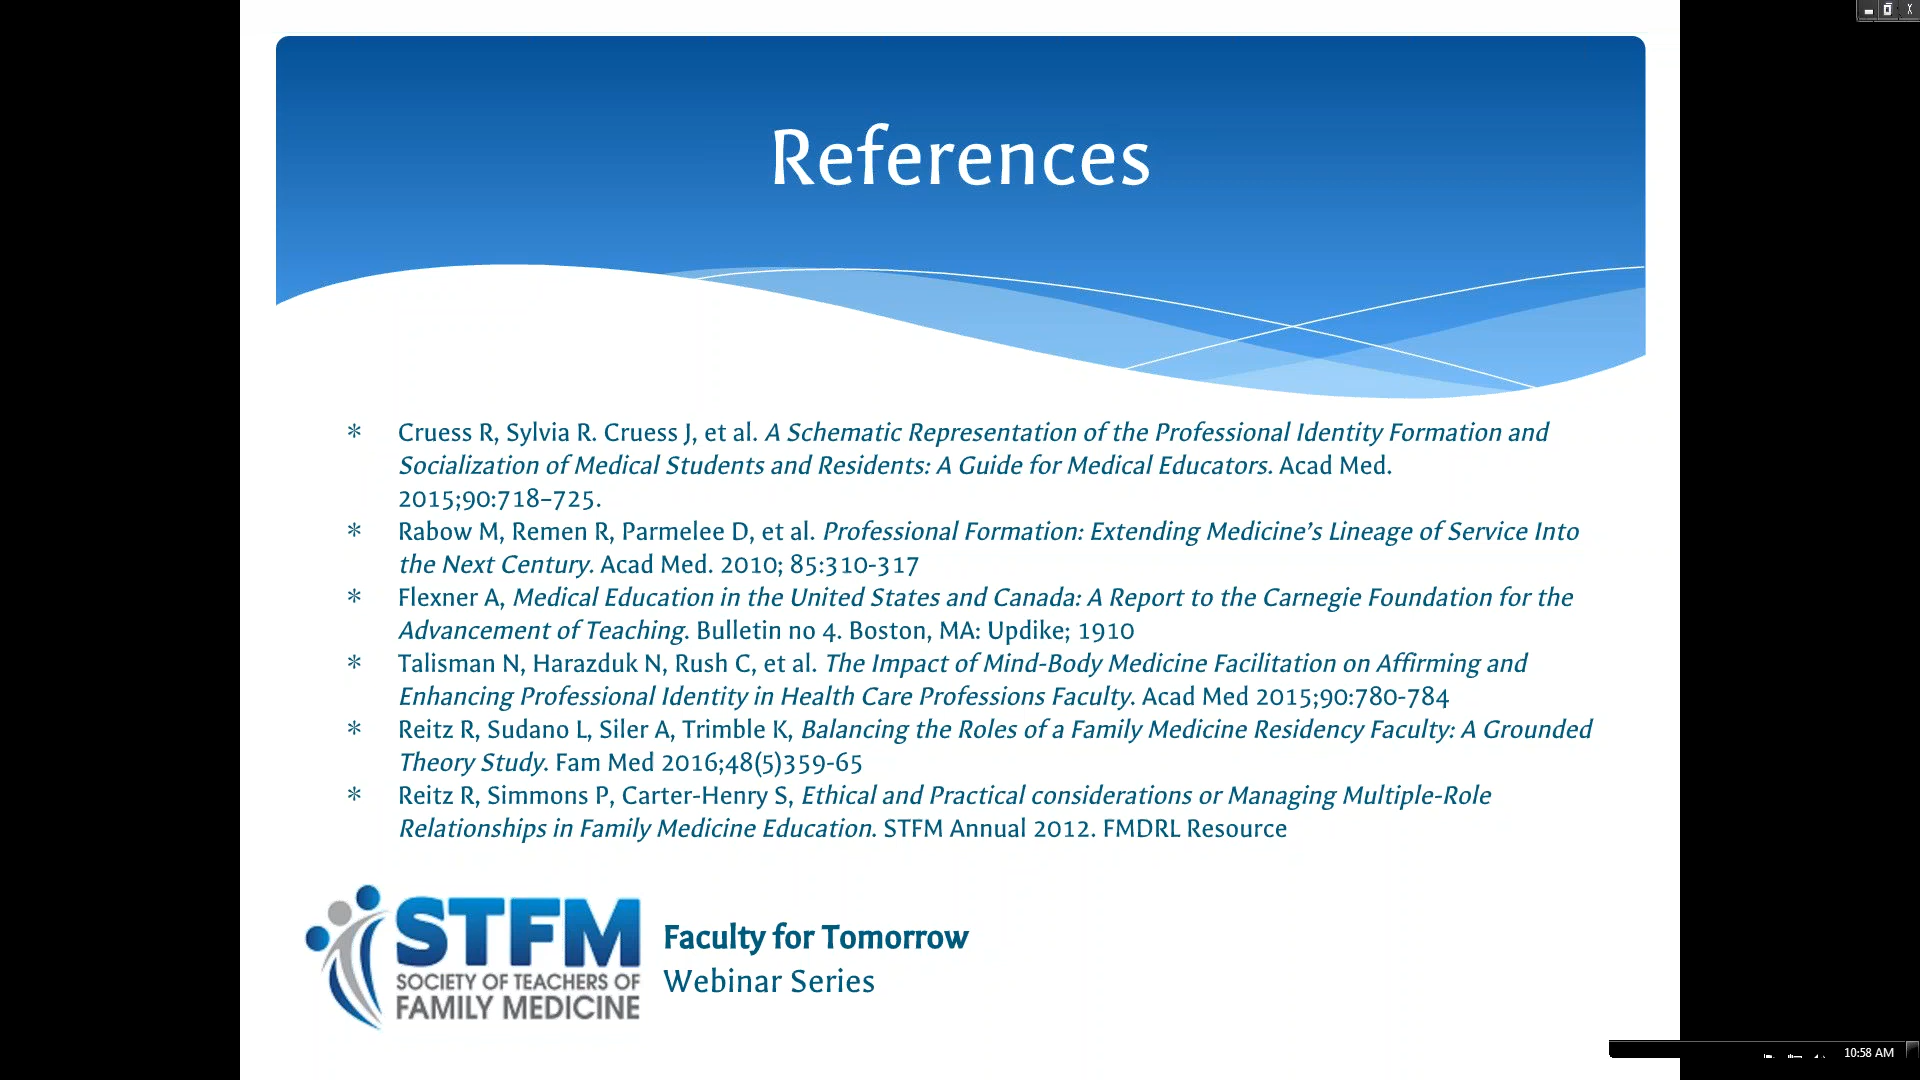 References
* Cruess R, Sylvia R. Cruess J, et al. A Schematic Representation of the Professional Identity Formation and
Socialization of Medical Students and Residents: A Guide for Medical Educators. Acad Med.
2015;90:718–725.
* Rabow M, Remen R, Parmelee D, et al. Professional Formation: Extending Medicine’s Lineage of Service Into
the Next Century. Acad Med. 2010; 85:310-317
* Flexner A, Medical Education in the United States and Canada: A Report to the Carnegie Foundation for the
Advancement of Teaching. Bulletin no 4. Boston, MA: Updike; 1910
* Talisman N, Harazduk N, Rush C, et al. The Impact of Mind-Body Medicine Facilitation on Affirming and
Enhancing Professional Identity in Health Care Professions Faculty. Acad Med 2015;90:780-784
* Reitz R, Sudano L, Siler A, Trimble K, Balancing the Roles of a Family Medicine Residency Faculty: A Grounded
Theory Study. Fam Med 2016;48(5)359-65
* Reitz R, Simmons P, Carter-Henry S, Ethical and Practical considerations or Managing Multiple-Role
Relationships in Family Medicine Education. STFM Annual 2012. FMDRL Resource
STFM
SOCIETY OF TEACHERS OF
FAMILY MEDICINE
Faculty for Tomorrow
Webinar Series
10:58 AM